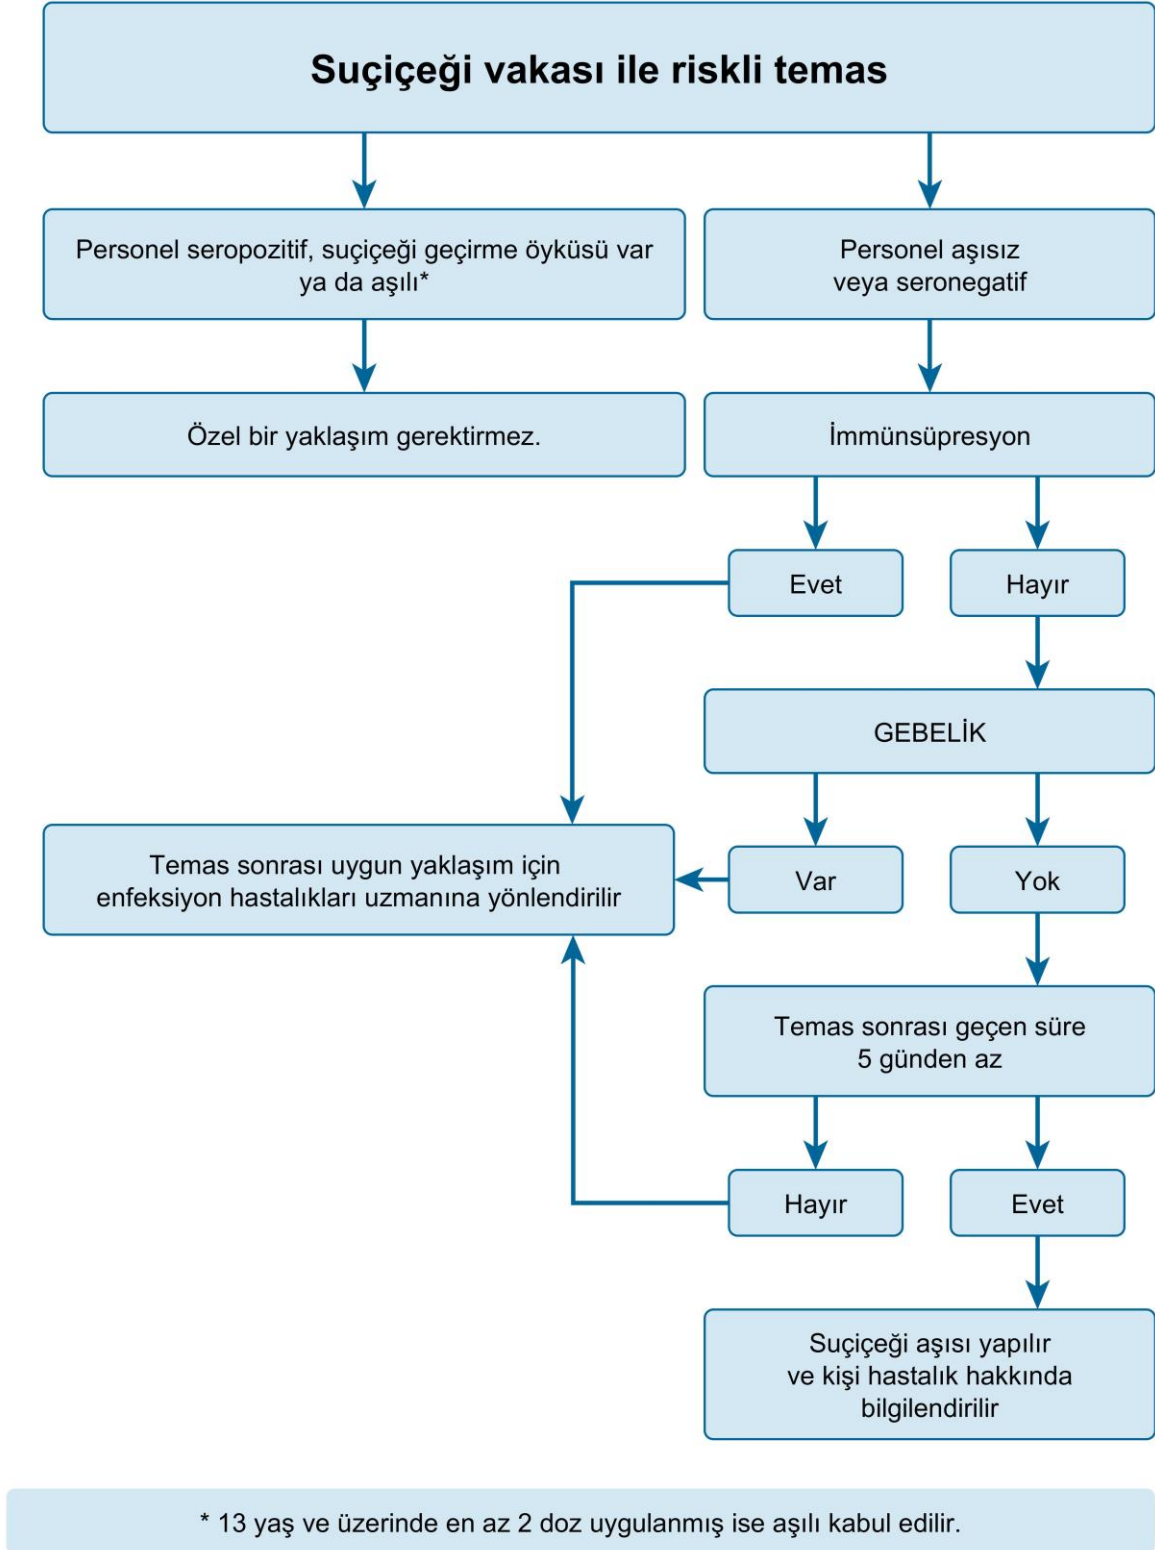 Suçiçeği vakası ile riskli temas
Personel seropozitif, suçiçeği geçirme öyküsü var
ya da aşılı*
Personel aşısız
veya seronegatif
Özel bir yaklaşım gerektirmez.
İmmünsüpresyon
Evet
Hayır
GEBELİK
Temas sonrası uygun yaklaşım için
enfeksiyon hastalıkları uzmanına yönlendirilir
Var
Yok
Temas sonrası geçen süre
5 günden az
Hayır
Evet
Suçiçeği aşısı yapılır
ve kişi hastalık hakkında
bilgilendirilir
* 13 yaş ve üzerinde en az 2 doz uygulanmış ise aşılı kabul edilir.